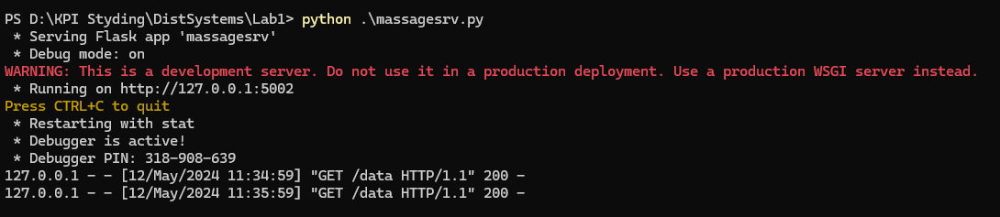 PS D:\KPI Styding\DistSystems\Lab1> python .\massagesrv.py
 * Serving Flask app 'massagesrv'
 * Debug mode: on
WARNING: This is a development server. Do not use it in a production deployment. Use a production WSGI server instead.
 * Running on http://127.0.0.1:5002
Press CTRL+C to quit
 * Restarting with stat
 * Debugger is active!
 * Debugger PIN: 318-908-639
127.0.0.1 - - [12/May/2024 11:34:59] "GET /data HTTP/1.1" 200 -
127.0.0.1 - - [12/May/2024 11:35:59] "GET /data HTTP/1.1" 200 -